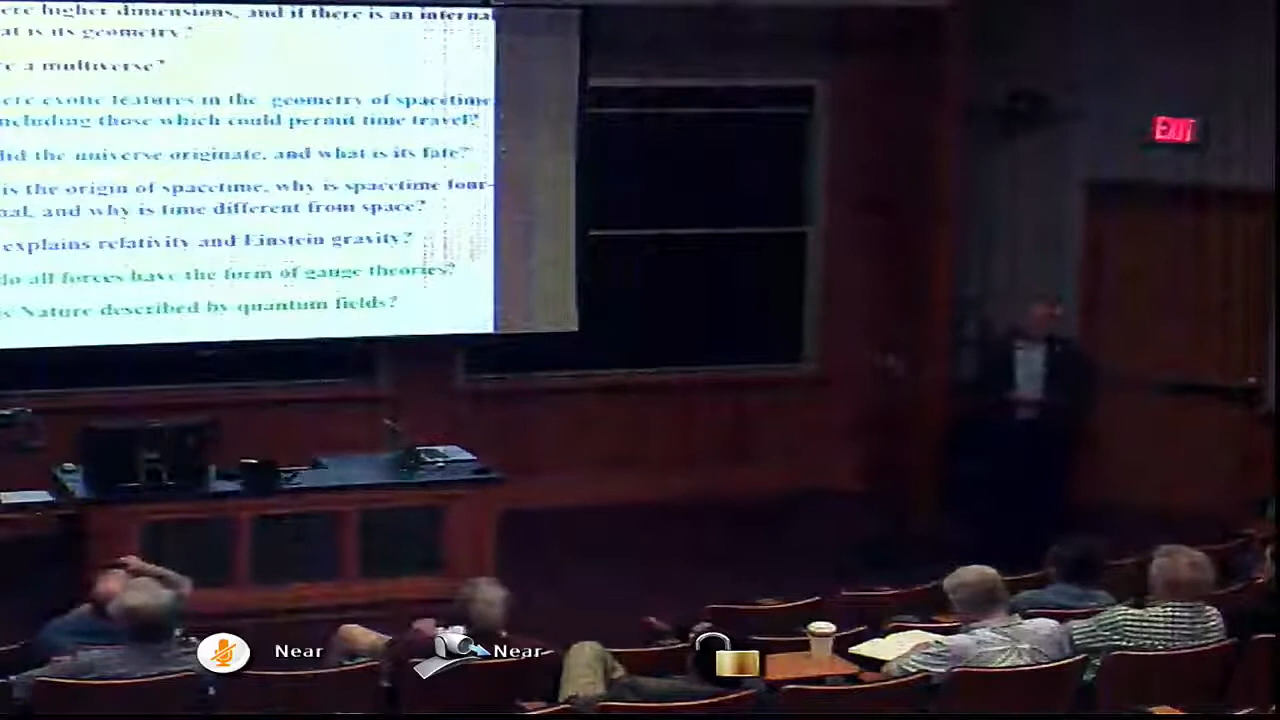 ere higher dimensions, and if there is an internal
at is its geometry?
e a multiverse?
ere exotic features in the geometry of spacetime,
ncluding those which could permit time travel?
did the universe originate, and what is its fate?
is the origin of spacetime, why is spacetime four-
nal, and why is time different from space?
explains relativity and Einstein gravity?
do all forces have the form of gauge theories?
is Nature described by quantum fields?
EXIT
Near
Near